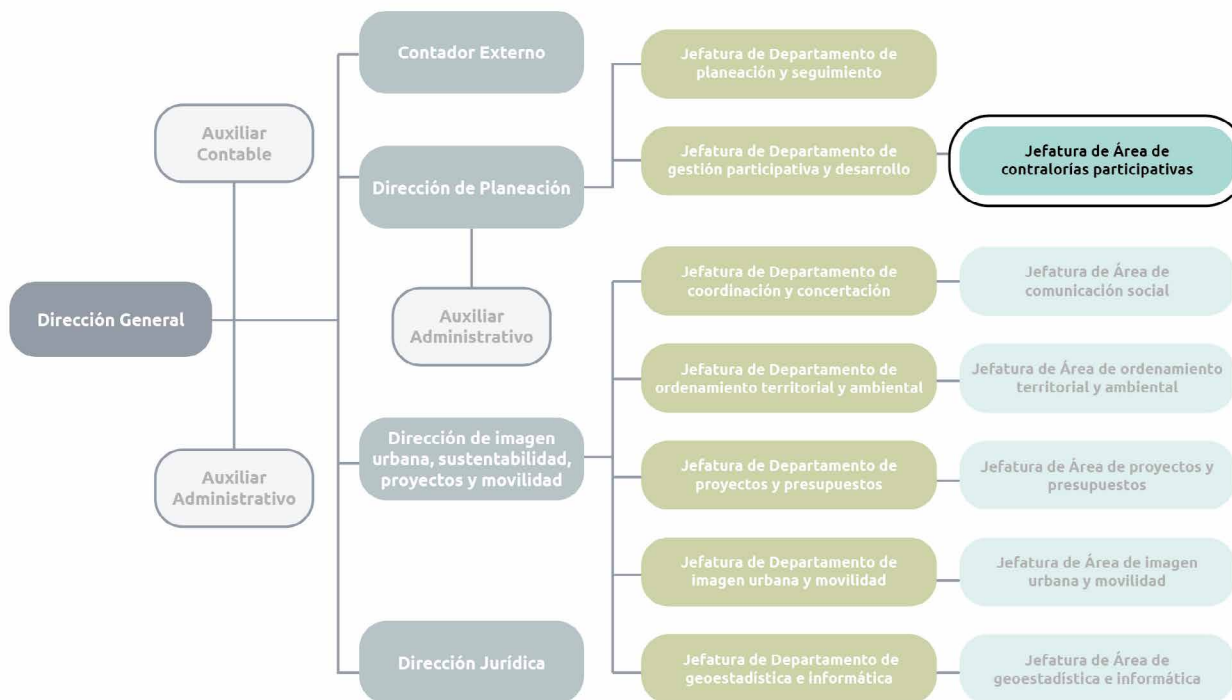 Contador Externo
Jefatura de Departamento de
planeación y seguimiento
Auxiliar
Contable
Dirección de Planeación
Jefatura de Departamento de
gestión participativa y desarrollo
Jefatura de Área de
contralorías participativas
Dirección General
Auxiliar
Administrativo
Jefatura de Departamento de
coordinación y concertación
Jefatura de Área de
comunicación social
Jefatura de Departamento de
ordenamiento territorial y ambiental
Jefatura de Área de ordenamiento
territorial y ambiental
Auxiliar
Administrativo
Dirección de imagen
urbana, sustentabilidad,
proyectos y movilidad
Jefatura de Departamento de
proyectos y presupuestos
Jefatura de Área de proyectos y
presupuestos
Jefatura de Departamento de
imagen urbana y movilidad
Jefatura de Área de imagen
urbana y movilidad
Dirección Jurídica
Jefatura de Departamento de
geoestadística e informática
Jefatura de Área de
geoestadística e informática